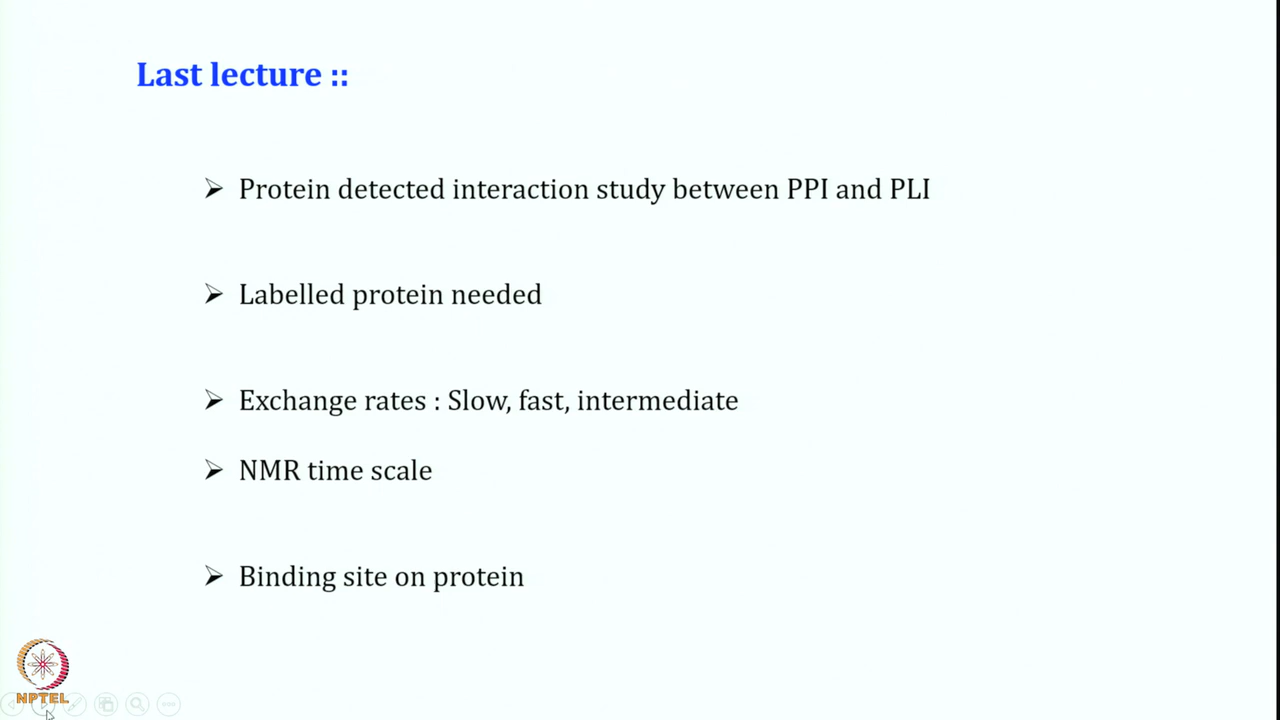 Last lecture ::
Protein detected interaction study between PPI and PLI
Labelled protein needed
Exchange rates : Slow, fast, intermediate
NMR time scale
Binding site on protein
NPTEL